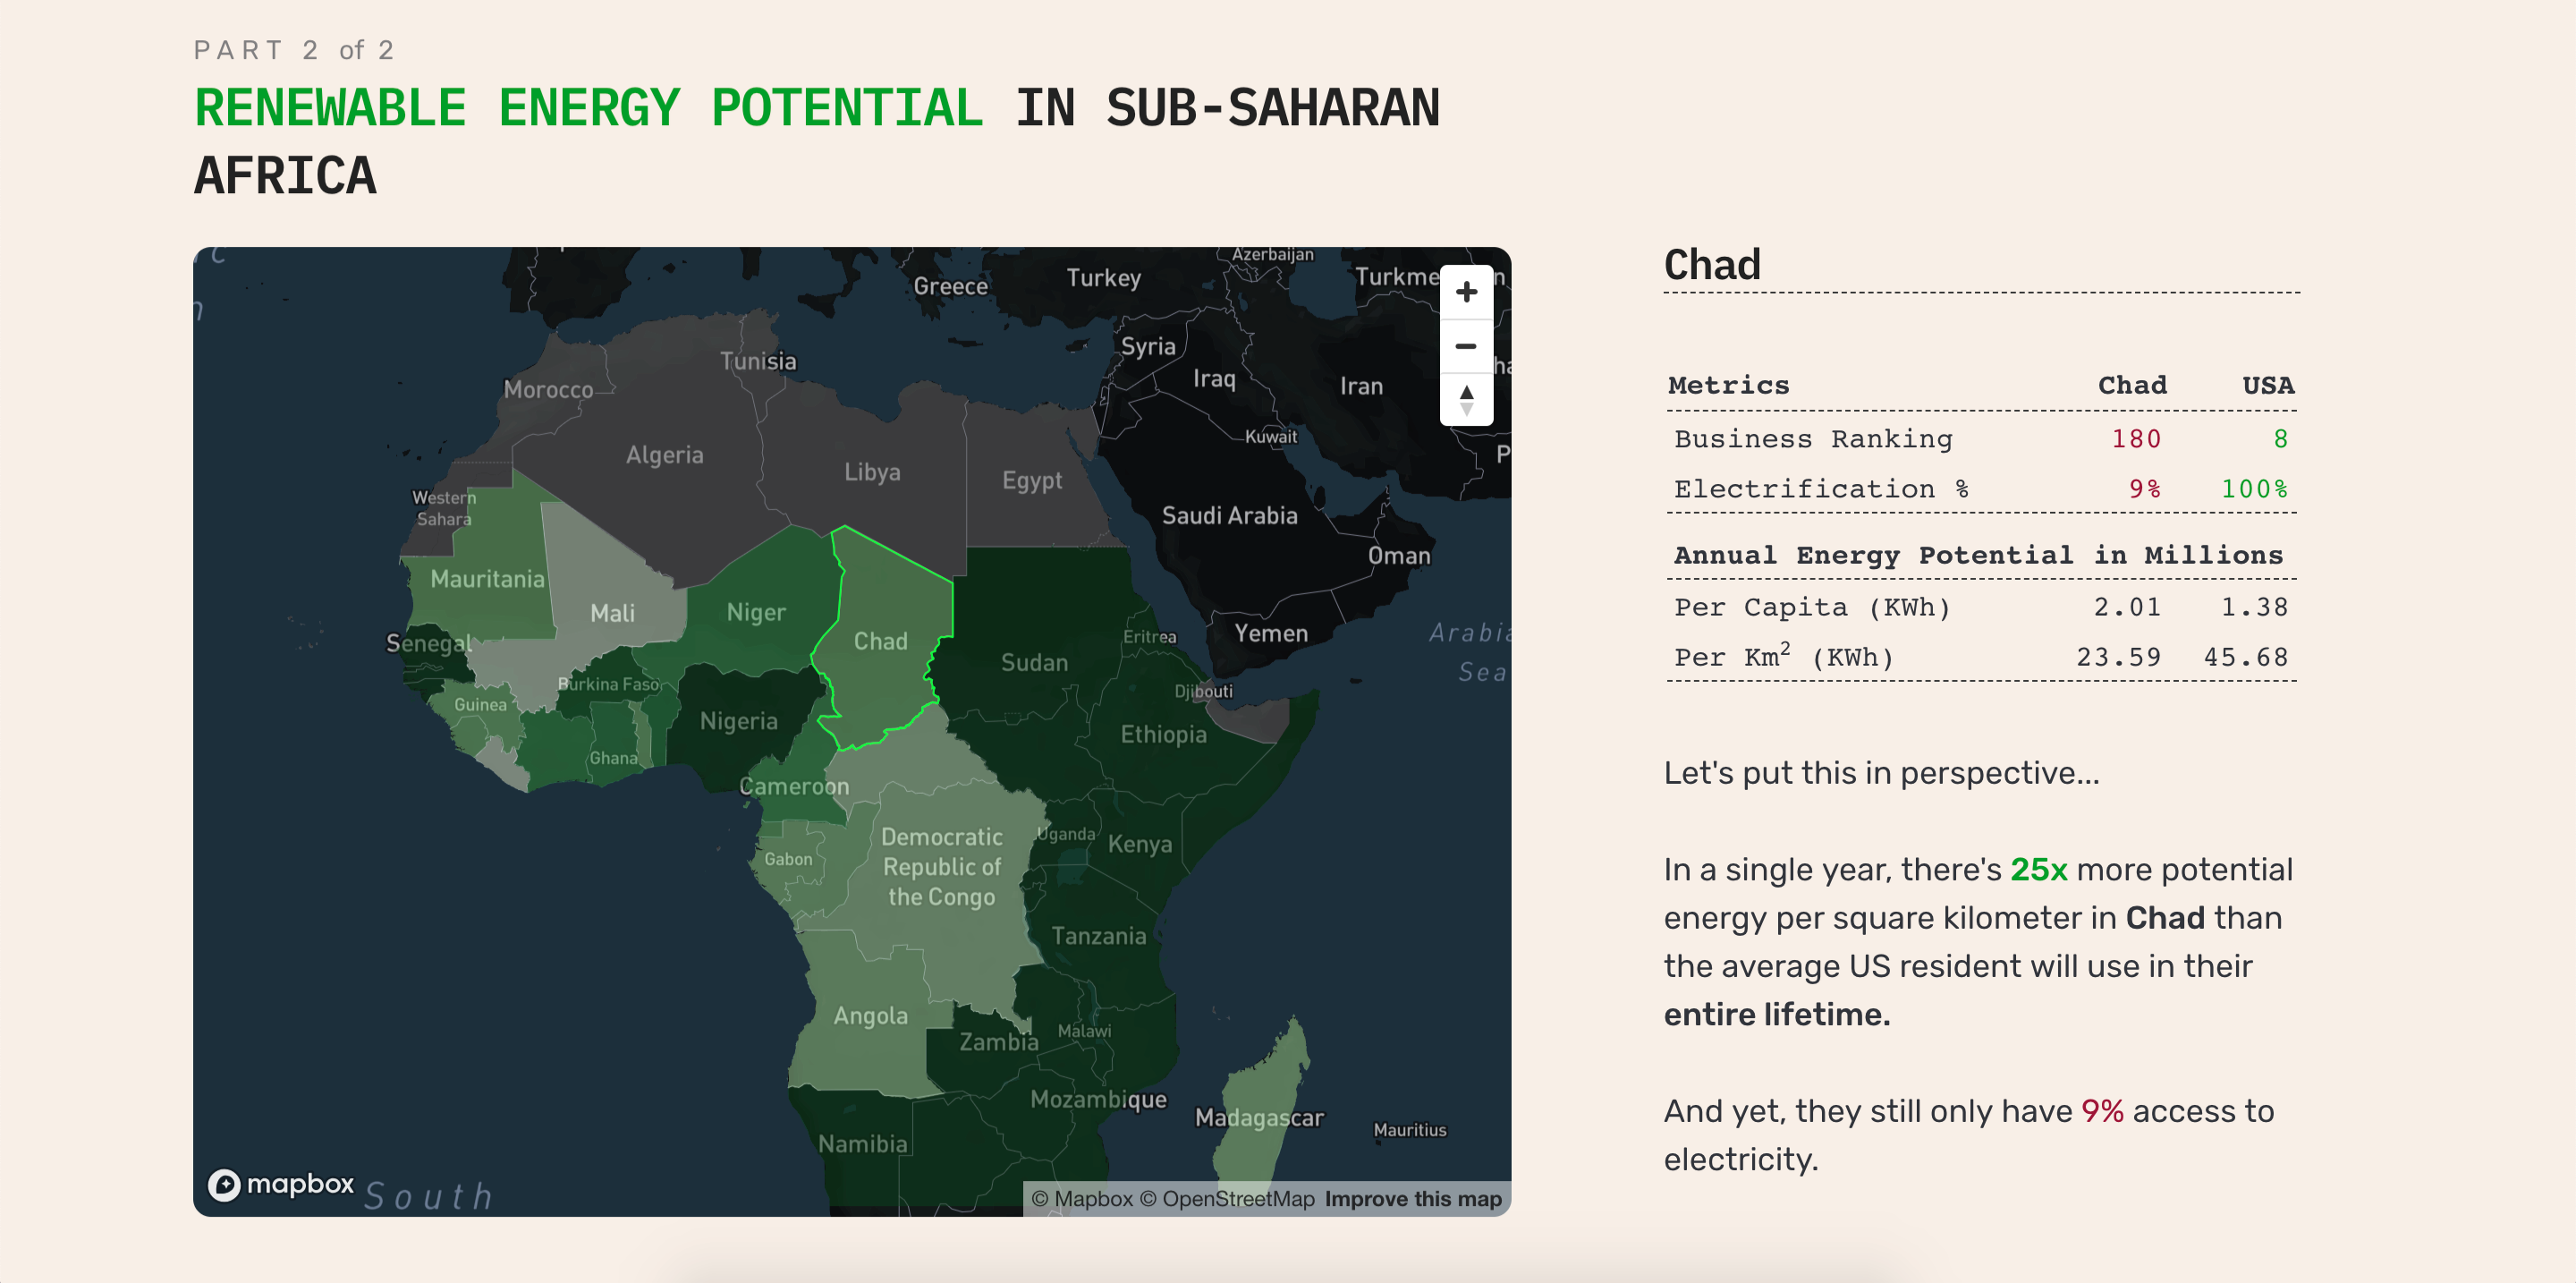 PART 2 of 2
RENEWABLE ENERGY POTENTIAL IN SUB-SAHARAN
AFRICA
Azerbaijan
Turkey
Greece
Syria
Tunisia
Iraq
Iran
Morocco
Kuwait
Algeria
Libya
Egypt
Western
Sahara
Saudi Arabia
Oman
Mauritania
Mali
Niger
Chad
Yemen
Arabia
Sea
Eritrea
Senegal
Sudan
Burkina Faso
Djibouti
Guinea
Nigeria
Ethiopia
Ghana
Cameroon
Democratic
Republic of
the Congo
Uganda
Kenya
Gabon
Tanzania
Angola
Malawi
Zambia
Mozambique
Madagascar
Mauritius
Namibia
mapbox
South
© Mapbox © OpenStreetMap Improve this map
Chad
Metrics Chad USA
Business Ranking 180 8
Electrification % 9% 100%
Annual Energy Potential in Millions
Per Capita (KWh) 2.01 1.38
Per Km² (KWh) 23.59 45.68
Let's put this in perspective...
In a single year, there's 25x more potential
energy per square kilometer in Chad than
the average US resident will use in their
entire lifetime.
And yet, they still only have 9% access to
electricity.